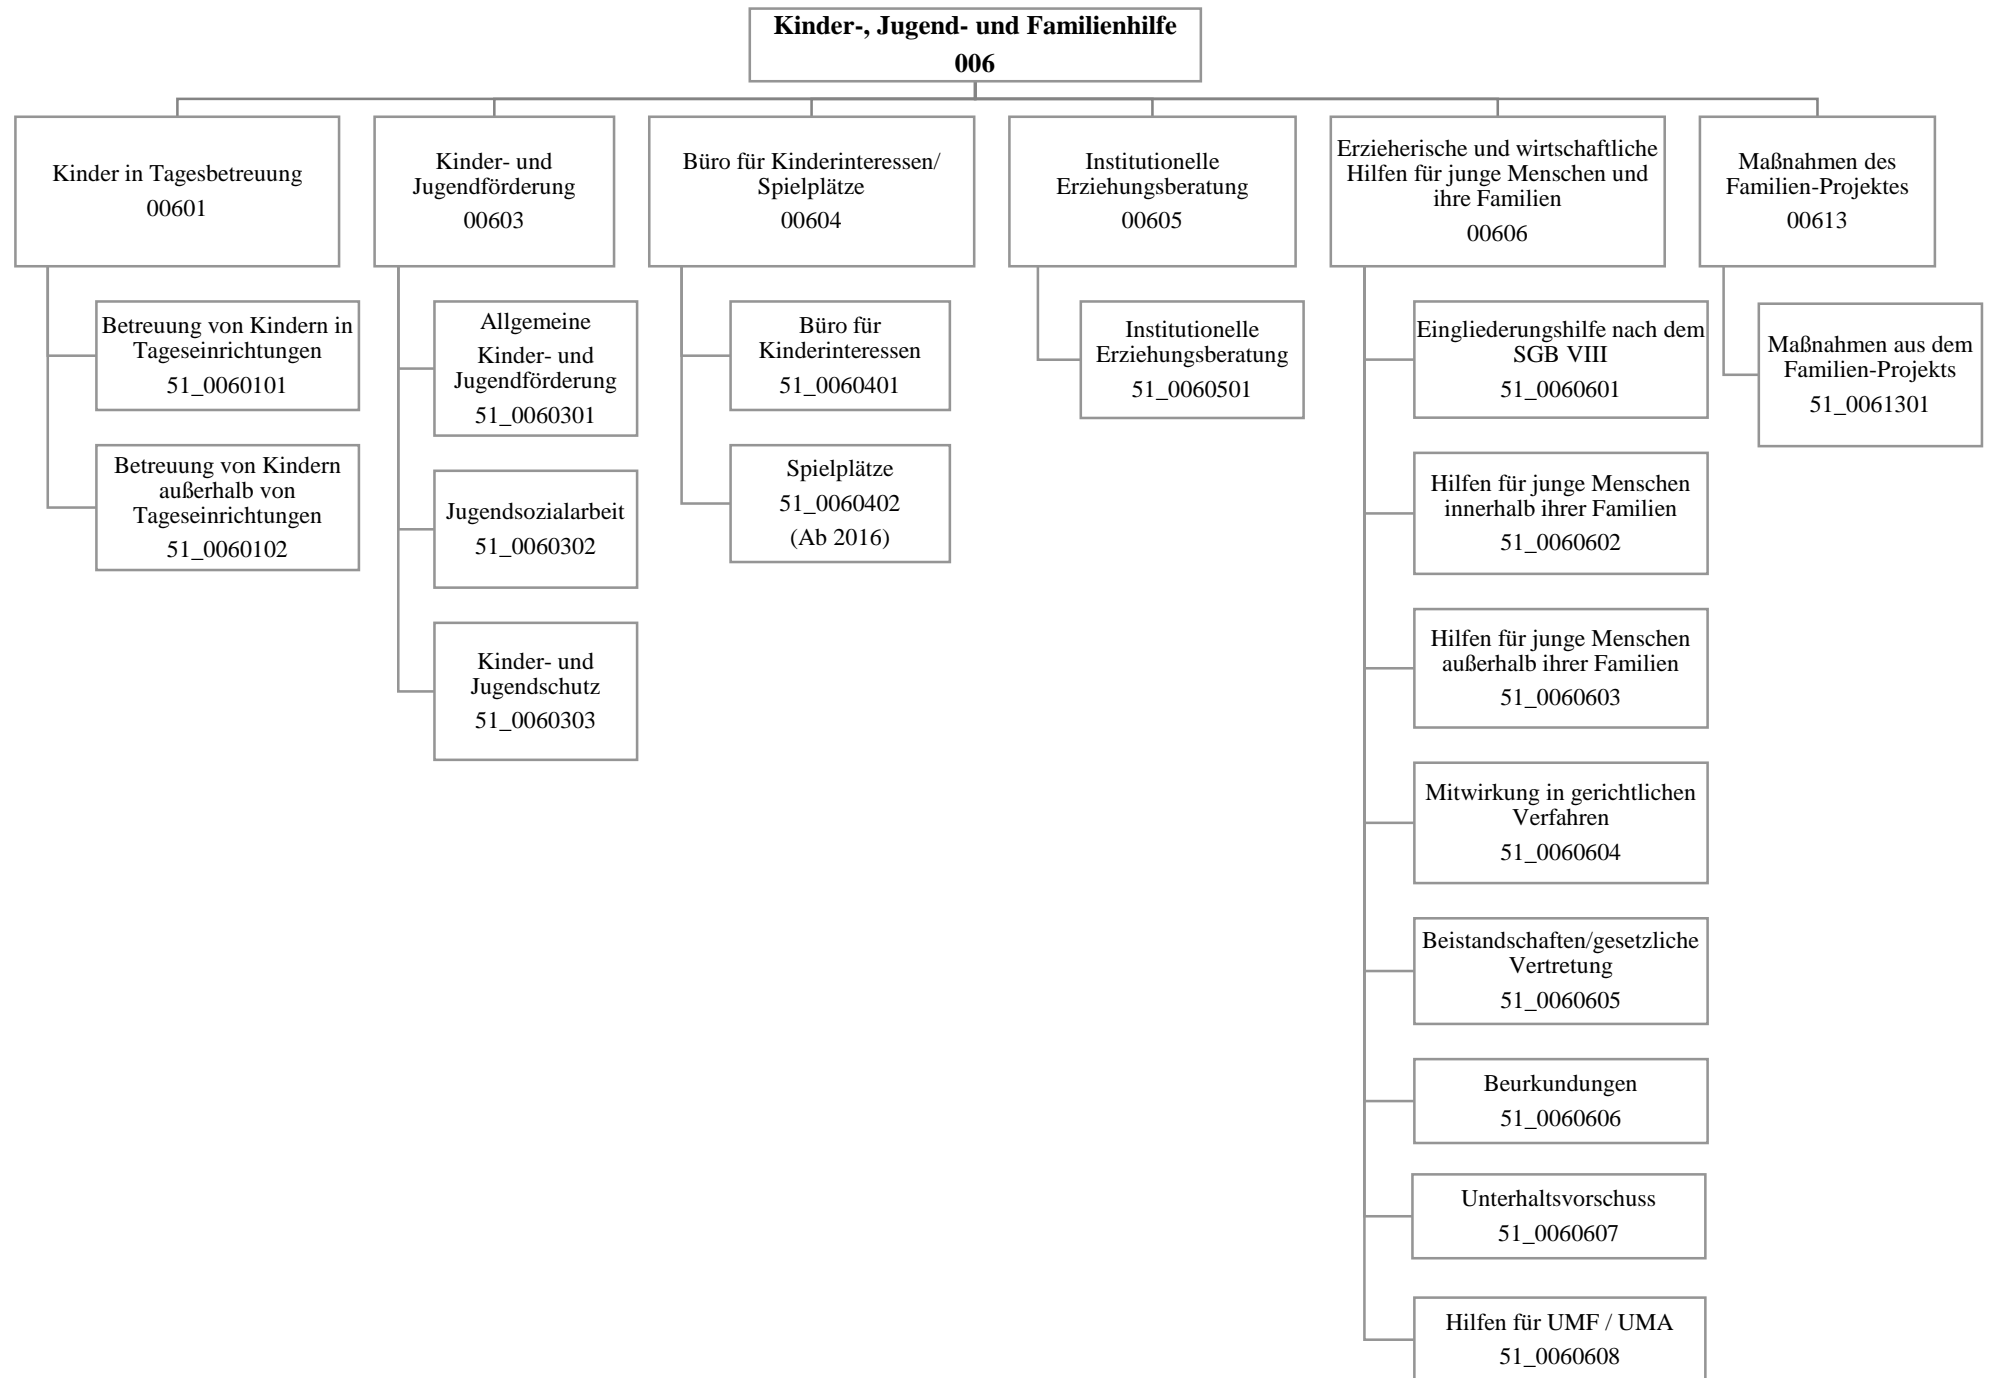 Kinder-, Jugend- und Familienhilfe
006
Kinder in Tagesbetreuung
00601
Betreuung von Kindern in
Tageseinrichtungen
51_0060101
Betreuung von Kindern
außerhalb von
Tageseinrichtungen
51_0060102
Kinder- und
Jugendförderung
00603
Allgemeine
Kinder- und
Jugendförderung
51_0060301
Jugendsozialarbeit
51_0060302
Kinder- und
Jugendschutz
51_0060303
Büro für Kinderinteressen/
Spielplätze
00604
Büro für
Kinderinteressen
51_0060401
Spielplätze
51_0060402
(Ab 2016)
Institutionelle
Erziehungsberatung
00605
Institutionelle
Erziehungsberatung
51_0060501
Erzieherische und wirtschaftliche
Hilfen für junge Menschen und
ihre Familien
00606
Eingliederungshilfe nach dem
SGB VIII
51_0060601
Hilfen für junge Menschen
innerhalb ihrer Familien
51_0060602
Hilfen für junge Menschen
außerhalb ihrer Familien
51_0060603
Mitwirkung in gerichtlichen
Verfahren
51_0060604
Beistandschaften/gesetzliche
Vertretung
51_0060605
Beurkundungen
51_0060606
Unterhaltsvorschuss
51_0060607
Hilfen für UMF / UMA
51_0060608
Maßnahmen des
Familien-Projektes
00613
Maßnahmen aus dem
Familien-Projekts
51_0061301